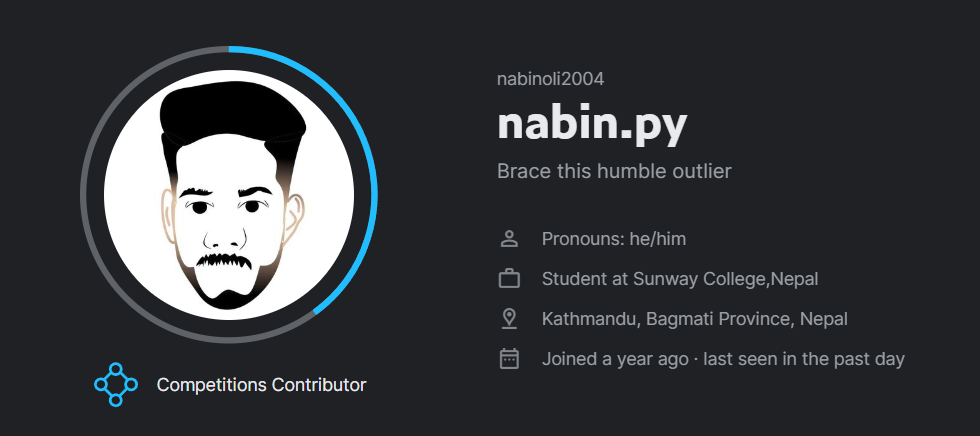 nabinoli2004
nabin.py
Brace this humble outlier
Pronouns: he/him
Student at Sunway College,Nepal
Kathmandu, Bagmati Province, Nepal
Joined a year ago · last seen in the past day
Competitions Contributor